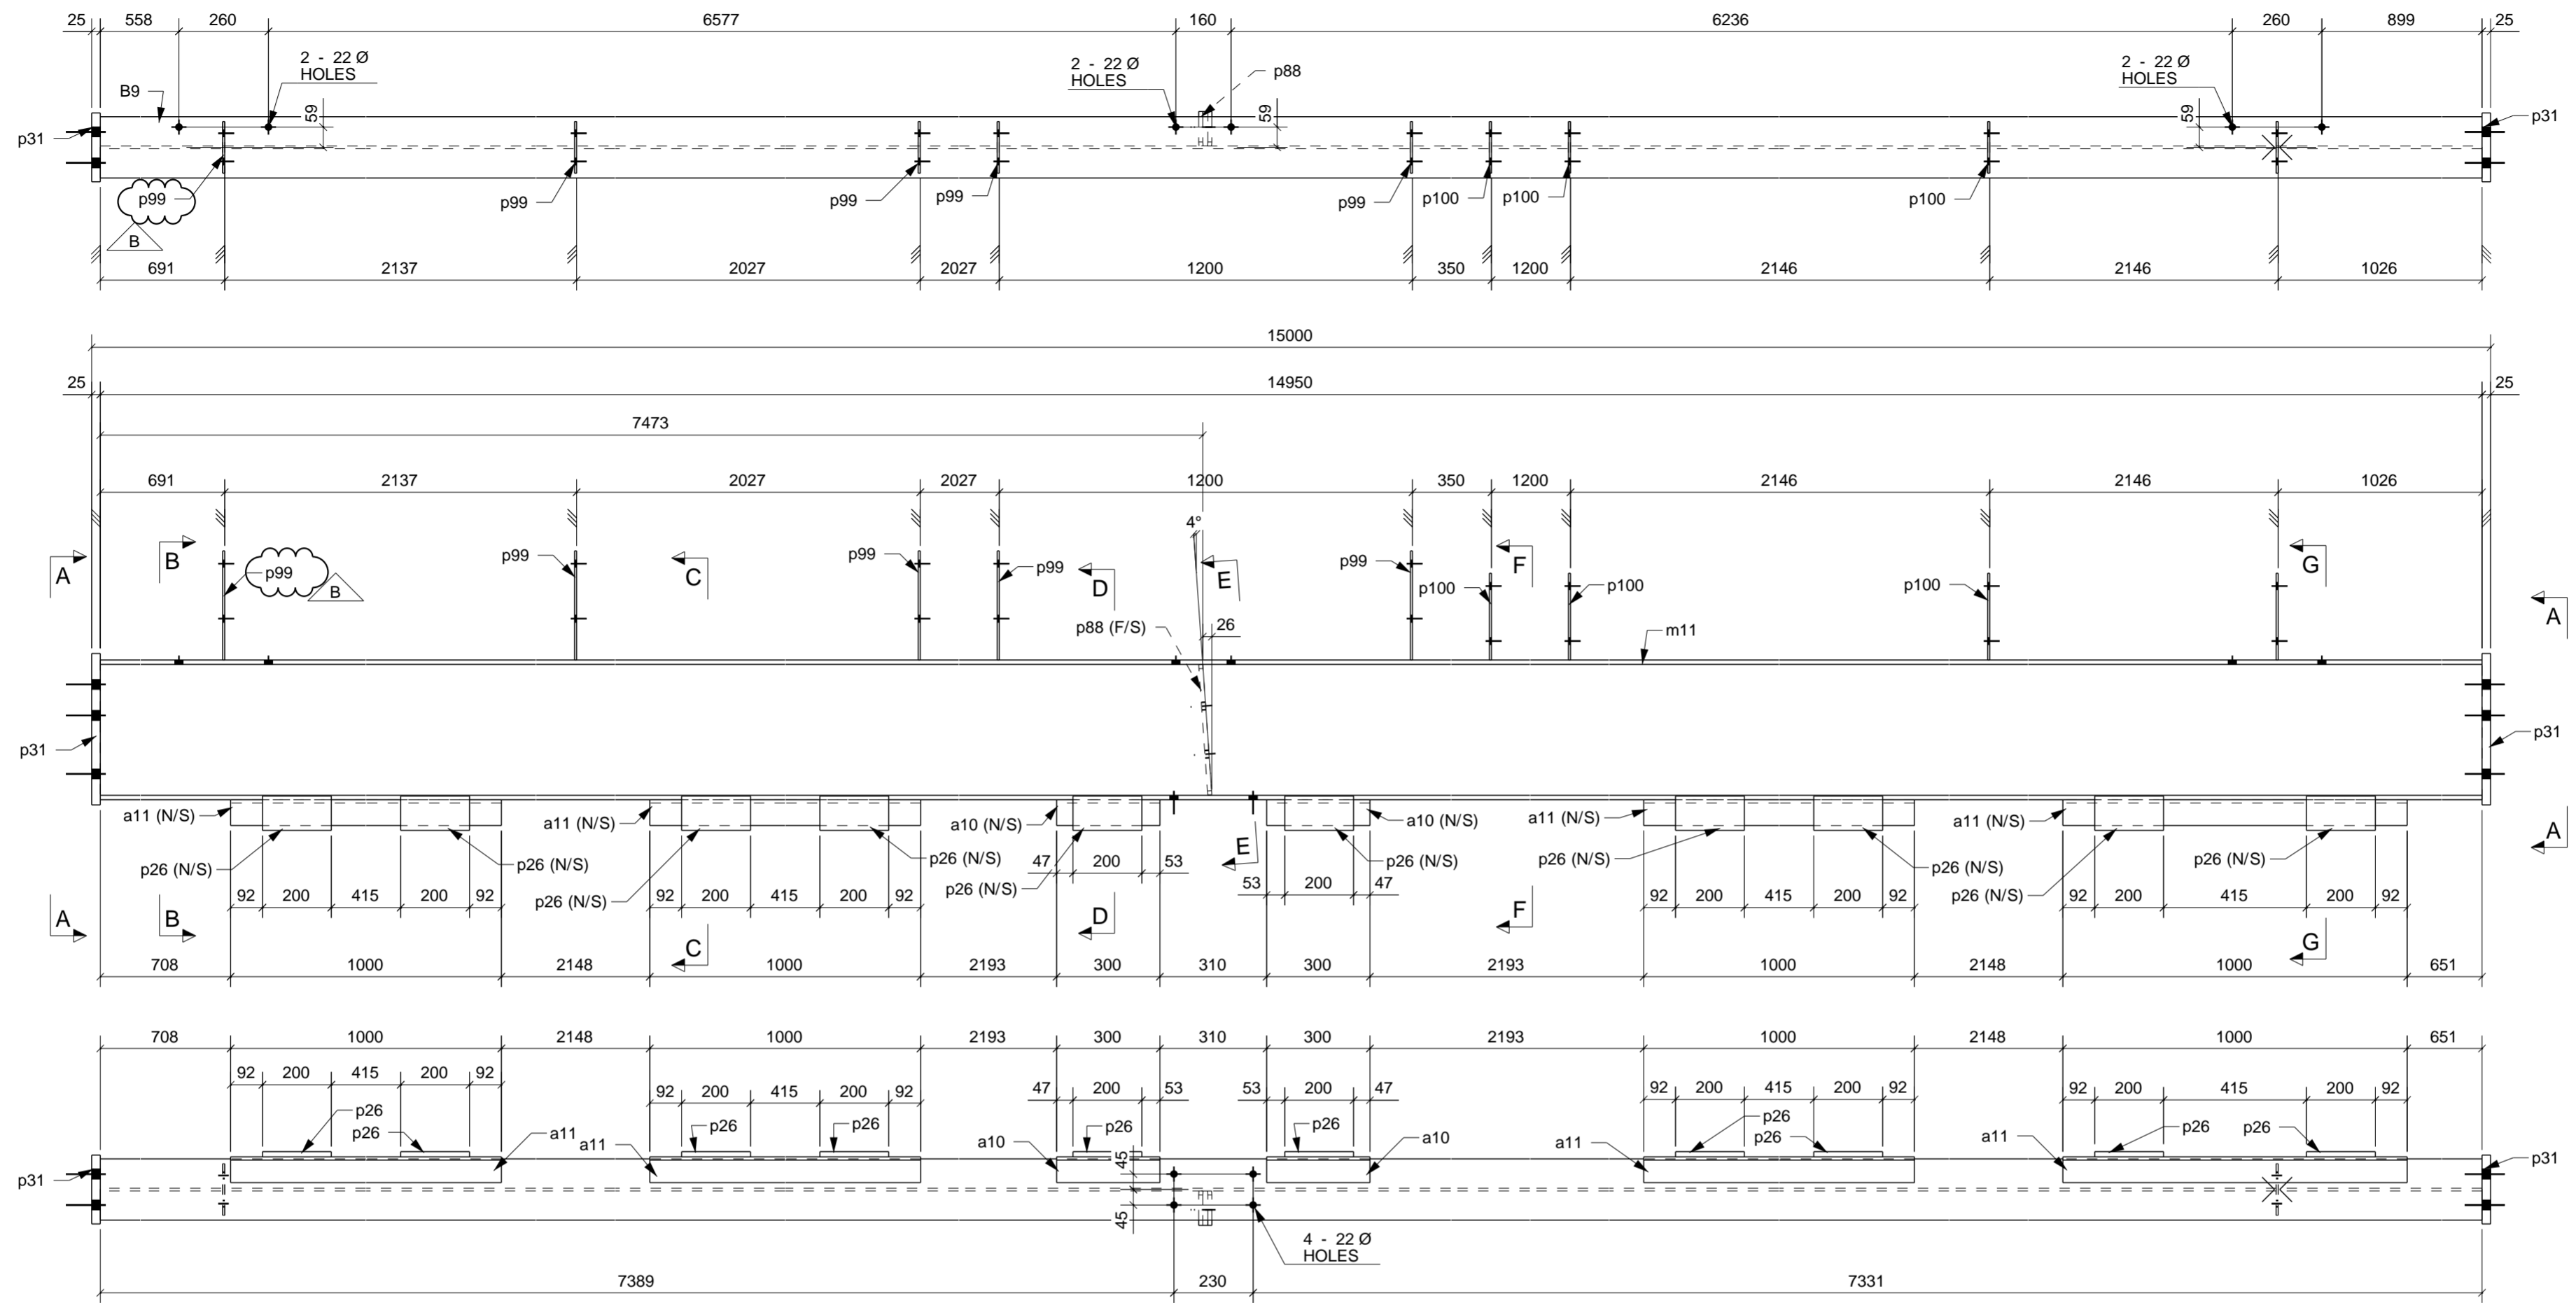 25 558 260 6577 160 6236 260 899 25
2 - 22 Ø
HOLES
2 - 22 Ø
HOLES
p88
2 - 22 Ø
HOLES
B9
59
59
59
p31
p31
p99
p99
p99
p99
p99
p100
p100
p100
B
691 2137 2027 2027 1200 350 1200 2146 2146 1026
15000
25 14950 25
7473
691 2137 2027 2027 1200 350 1200 2146 2146 1026
4°
A B p99 p99 C p99 p99 D E p99 F p100 p100 p100 G A
B
p88 (F/S)
26
m11
p31
p31
a11 (N/S)
a11 (N/S)
a10 (N/S)
a10 (N/S)
a11 (N/S)
a11 (N/S)
E
A
p26 (N/S)
p26 (N/S)
p26 (N/S)
p26 (N/S)
p26 (N/S)
p26 (N/S)
p26 (N/S)
p26 (N/S)
p26 (N/S)
p26 (N/S)
47 200 53
53 200 47
92 200 415 200 92
92 200 415 200 92
92 200 415 200 92
92 200 415 200 92
A B C D F G
708 1000 2148 1000 2193 300 310 300 2193 1000 2148 1000 651
708 1000 2148 1000 2193 300 310 300 2193 1000 2148 1000 651
92 200 415 200 92
92 200 415 200 92
47 200 53
53 200 47
92 200 415 200 92
92 200 415 200 92
p26
p26
a11
a11
p26
p26
a10
p26
p26
a10
a11
p26
p26
a11
p26
p26
p31
p31
45
45
4 - 22 Ø
HOLES
7389 230 7331